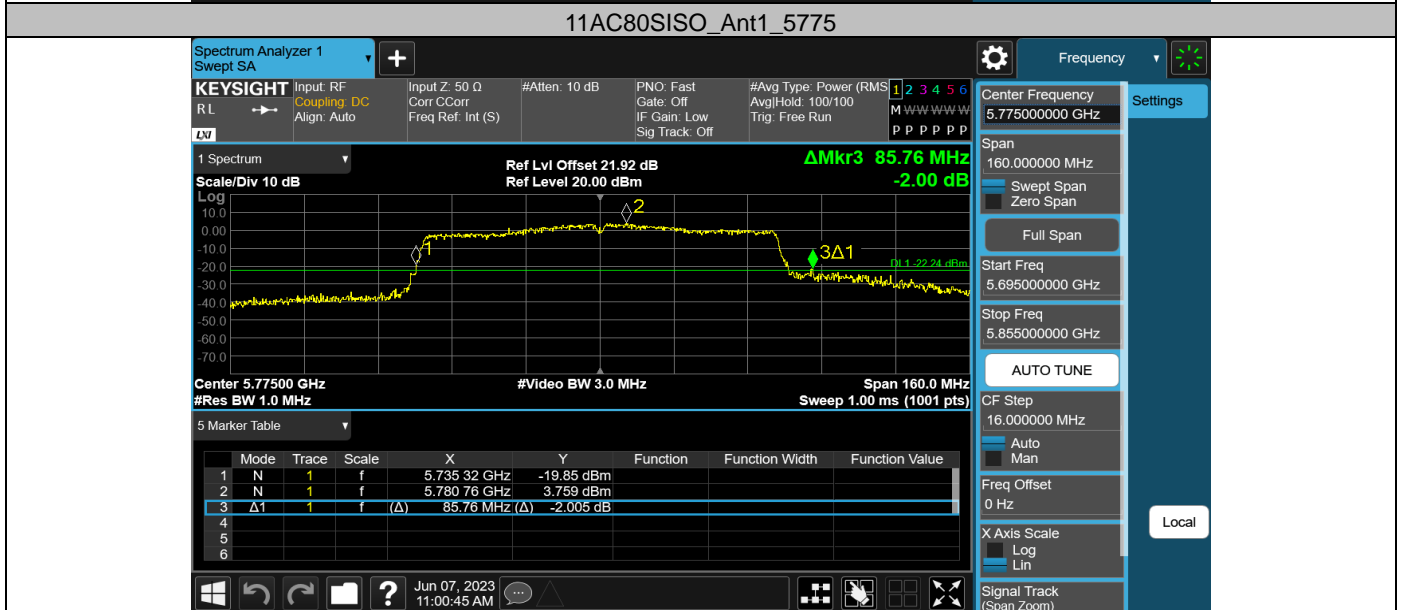 11AC80SISO_Ant1_5775
Spectrum Analyzer 1
Swept SA
+
Frequency
KEYSIGHT
RL
LXI
Input: RF
Coupling: DC
Align: Auto
Input Z: 50 Ω
Corr CCorr
Freq Ref: Int (S)
#Atten: 10 dB
PNO: Fast
Gate: Off
IF Gain: Low
Sig Track: Off
#Avg Type: Power (RMS
Avg|Hold: 100/100
Trig: Free Run
1 2 3 4 5 6
M W W W W W
P P P P P P
1 Spectrum
Scale/Div 10 dB
Ref Lvl Offset 21.92 dB
Ref Level 20.00 dBm
ΔMkr3 85.76 MHz
-2.00 dB
Log
10.0
0.00
-10.0
-20.0
-30.0
-40.0
-50.0
-60.0
-70.0
1
2
3Δ1
DL1 -22.24 dBm
Center 5.77500 GHz
#Res BW 1.0 MHz
#Video BW 3.0 MHz
Span 160.0 MHz
Sweep 1.00 ms (1001 pts)
5 Marker Table
Mode Trace Scale X Y Function Function Width Function Value
1 N 1 f 5.735 32 GHz -19.85 dBm
2 N 1 f 5.780 76 GHz 3.759 dBm
3 Δ1 1 f (Δ) 85.76 MHz (Δ) -2.005 dB
4
5
6
?
Jun 07, 2023
11:00:45 AM
Center Frequency
5.775000000 GHz
Span
160.000000 MHz
Swept Span
Zero Span
Full Span
Start Freq
5.695000000 GHz
Stop Freq
5.855000000 GHz
AUTO TUNE
CF Step
16.000000 MHz
Auto
Man
Freq Offset
0 Hz
X Axis Scale
Log
Lin
Signal Track
(Span Zoom)
Settings
Local